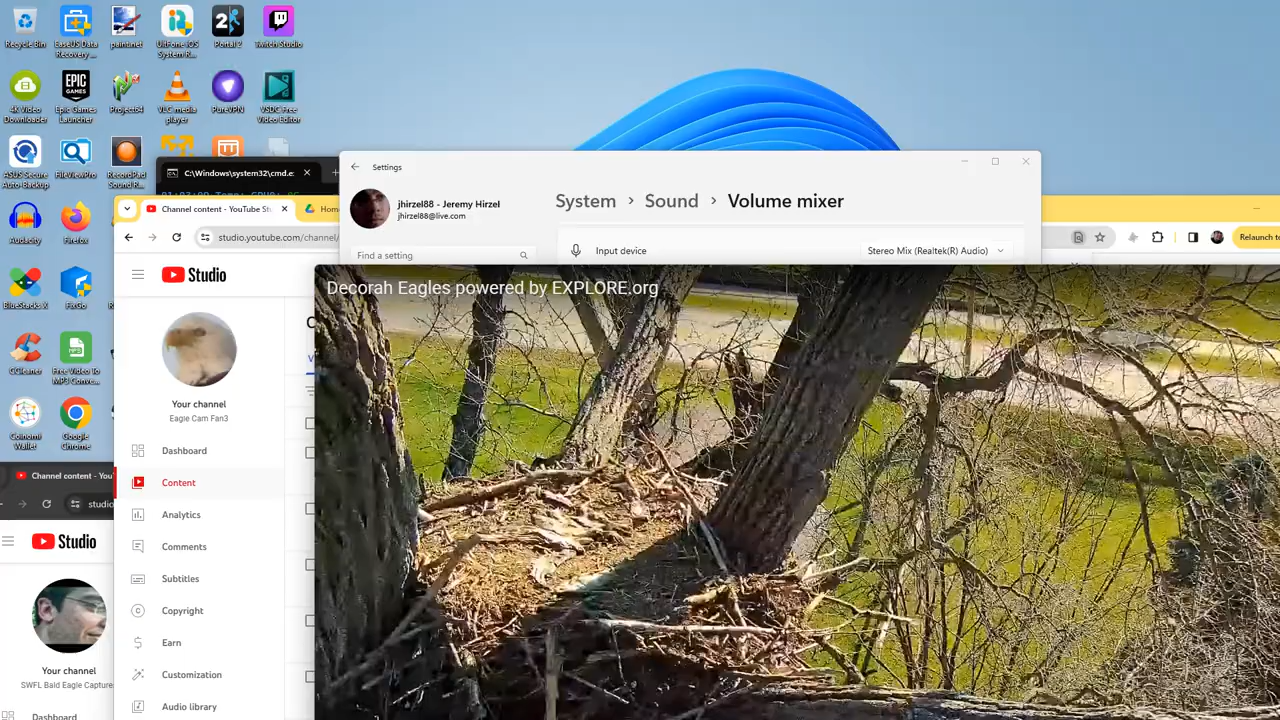 Recycle Bin
EaseUS Data
Recovery ...
paint.net
UltFone iOS
System R...
Portal 2
Twitch Studio
4K Video
Downloader
Epic Games
Launcher
Project64
VLC media
player
PureVPN
VSDC Free
Video Editor
ASUS Secure
Auto-Backup
FileViewPro
RecordPad
Sound R...
Audacity
Firefox
BlueStacks X
FixGo
CCleaner
Free Video To
MP3 Conve...
Coinomi
Wallet
Google
Chrome
C:\Windows\system32\cmd.e
Settings
jhirzel88 - Jeremy Hirzel
jhirzel88@live.com
Find a setting
System > Sound > Volume mixer
Input device
Stereo Mix (Realtek(R) Audio)
Channel content - YouTube St
Hom
studio.youtube.com/channel/
Relaunch to
Studio
Your channel
Eagle Cam Fan3
Dashboard
Content
Analytics
Comments
Subtitles
Copyright
Earn
Customization
Audio library
Channel content - You
studio
Studio
Your channel
SWFL Bald Eagle Capture
Dashboard
Decorah Eagles powered by EXPLORE.org